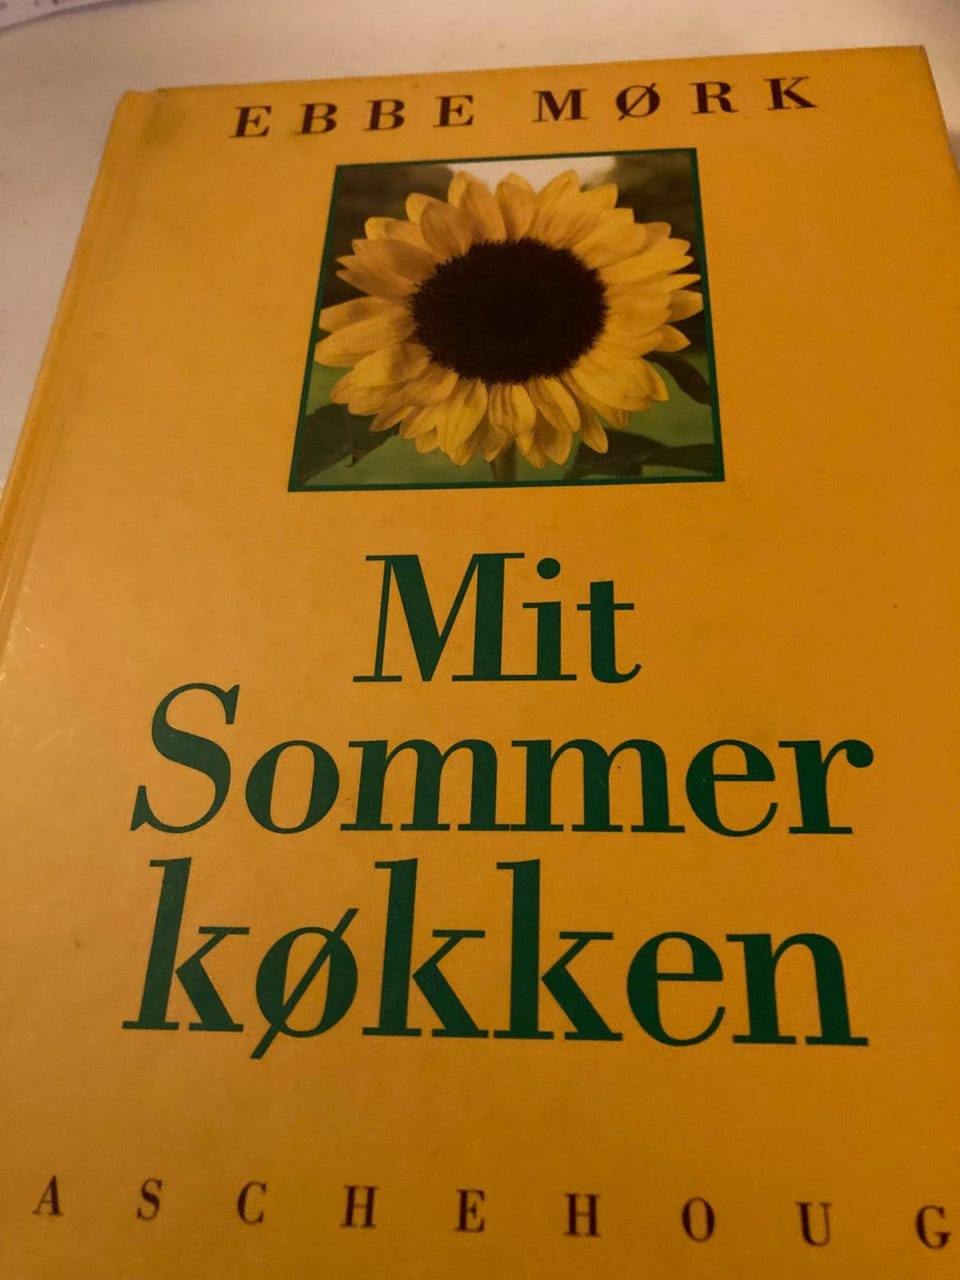 EBBE MØRK
Mit
Sommer
køkken
ASCHEHOUG